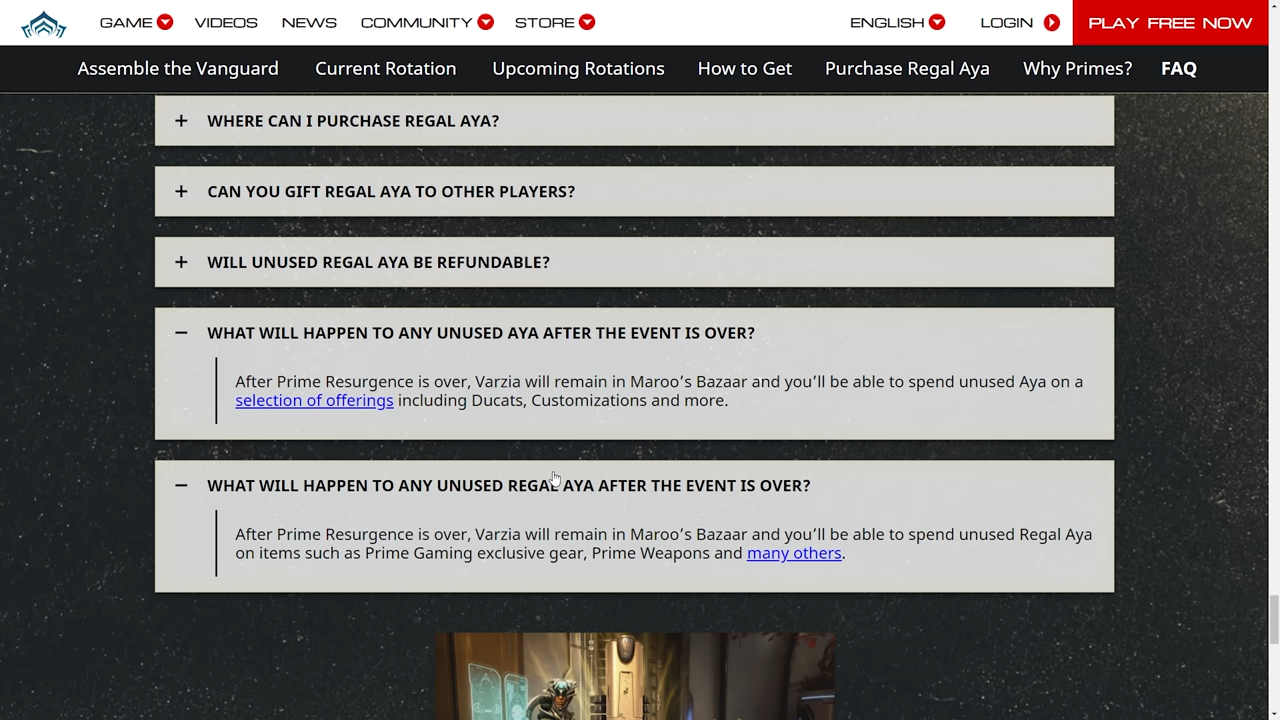 GAME VIDEOS NEWS COMMUNITY STORE ENGLISH LOGIN PLAY FREE NOW
Assemble the Vanguard Current Rotation Upcoming Rotations How to Get Purchase Regal Aya Why Primes? FAQ
+ WHERE CAN I PURCHASE REGAL AYA?
+ CAN YOU GIFT REGAL AYA TO OTHER PLAYERS?
+ WILL UNUSED REGAL AYA BE REFUNDABLE?
− WHAT WILL HAPPEN TO ANY UNUSED AYA AFTER THE EVENT IS OVER?
After Prime Resurgence is over, Varzia will remain in Maroo’s Bazaar and you’ll be able to spend unused Aya on a
selection of offerings including Ducats, Customizations and more.
− WHAT WILL HAPPEN TO ANY UNUSED REGAL AYA AFTER THE EVENT IS OVER?
After Prime Resurgence is over, Varzia will remain in Maroo’s Bazaar and you’ll be able to spend unused Regal Aya
on items such as Prime Gaming exclusive gear, Prime Weapons and many others.